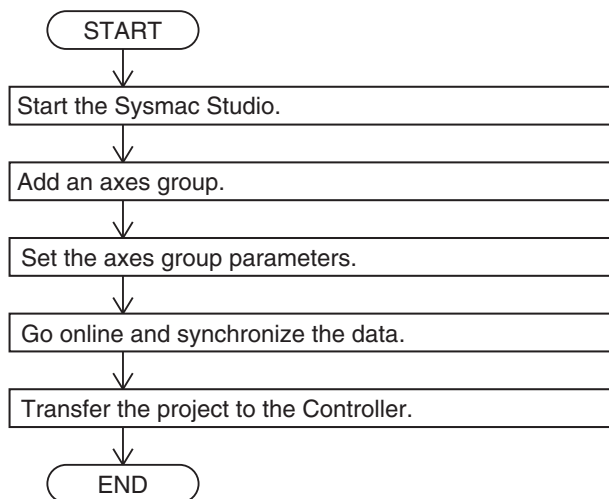 START
Start the Sysmac Studio.
Add an axes group.
Set the axes group parameters.
Go online and synchronize the data.
Transfer the project to the Controller.
END